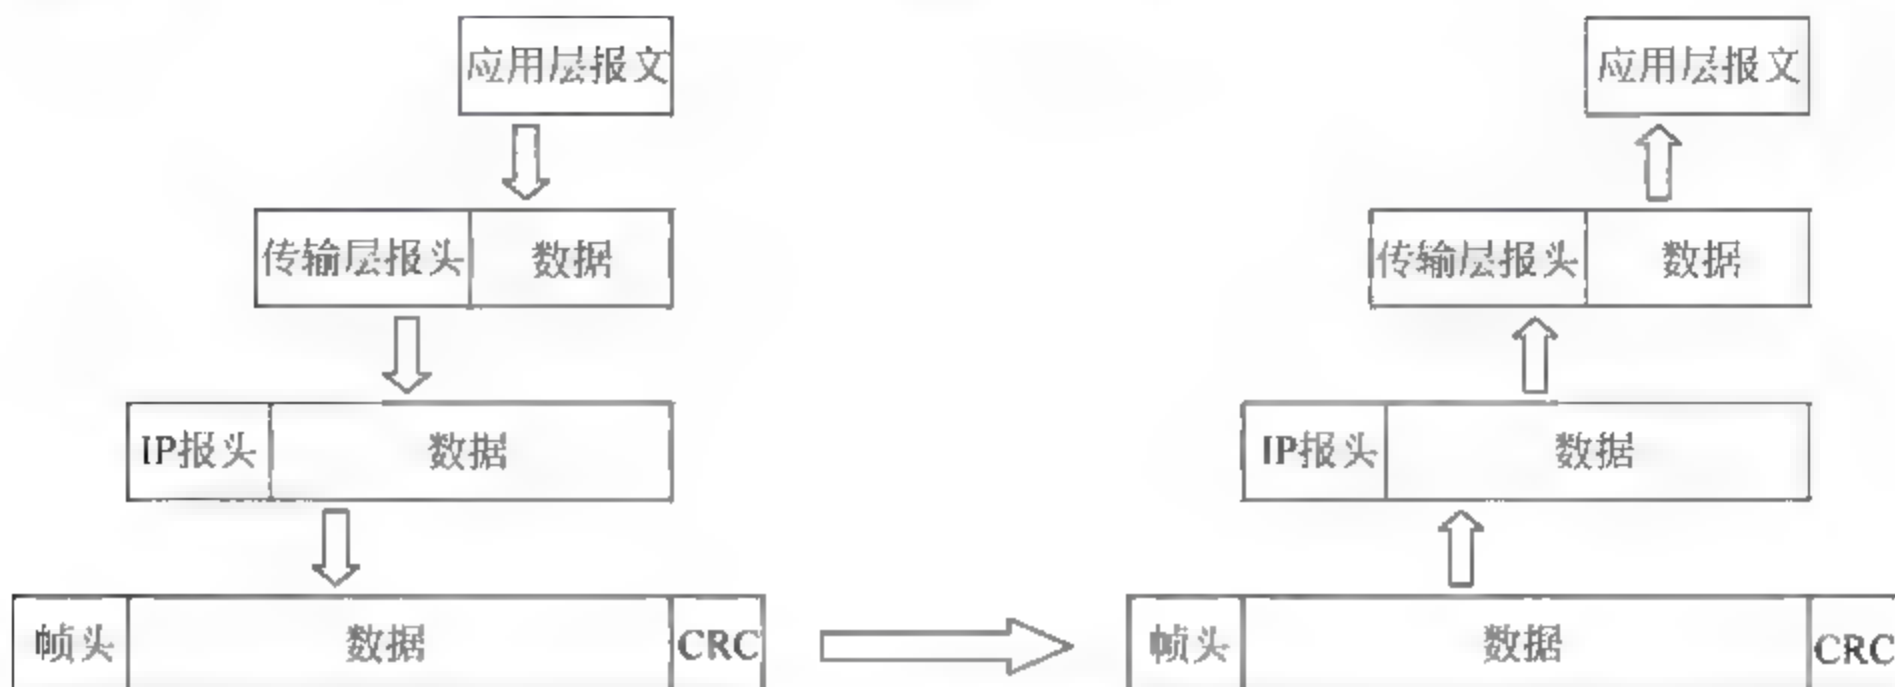 应用层报文 应用层报文
传输层报头 数据 传输层报头 数据
IP报头 数据 IP报头 数据
帧头 数据 CRC 帧头 数据 CRC